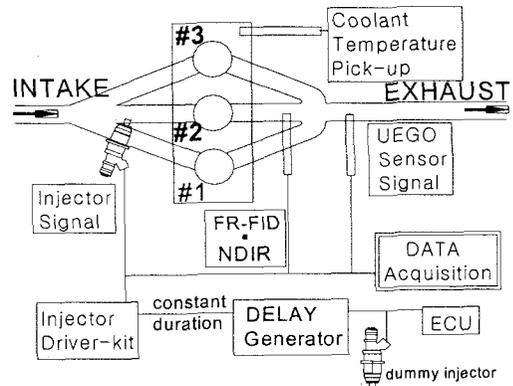 #3
Coolant
Temperature
Pick-up
INTAKE
EXHAUST
#2
UEGO
Sensor
Signal
#1
Injector
Signal
FR-FID
NDIR
DATA
Acquisition
Injector
Driver-kit
constant
duration
DELAY
Generator
ECU
dummy injector